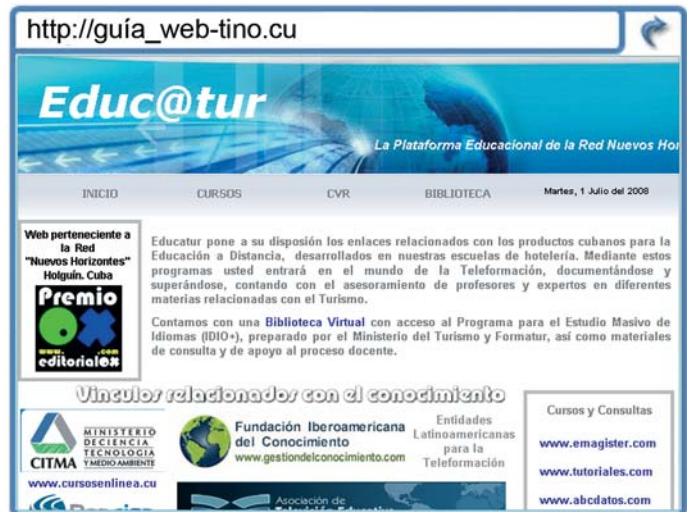 http://guía_web-tino.cu
Educ@tur
La Plataforma Educacional de la Red Nuevos Hor
INICIO CURSOS CVR BIBLIOTECA Martes, 1 Julio del 2008
Web perteneciente a
la Red
"Nuevos Horizontes"
Holguín. Cuba
Premio
OX
www. .com
editorialox
Educatur pone a su disposición los enlaces relacionados con los productos cubanos para la
Educación a Distancia, desarrollados en nuestras escuelas de hotelería. Mediante estos
programas usted entrará en el mundo de la Teleformación, documentándose y
superándose, contando con el asesoramiento de profesores y expertos en diferentes
materias relacionadas con el Turismo.
Contamos con una Biblioteca Virtual con acceso al Programa para el Estudio Masivo de
Idiomas (IDIO+), preparado por el Ministerio del Turismo y Formatur, así como materiales
de consulta y de apoyo al proceso docente.
Vinculos relacionados con el conocimiento
MINISTERIO
DECIENCIA
TECNOLOGIA
Y MEDIO AMBIENTE
CITMA
www.cursosenlinea.cu
Fundación Iberoamericana
del Conocimiento
www.gestiondelconocimiento.com
Entidades
Latinoamericanas
para la
Teleformación
Asociación de
Televisión Educativa
Cursos y Consultas
www.emagister.com
www.tutoriales.com
www.abcdatos.com